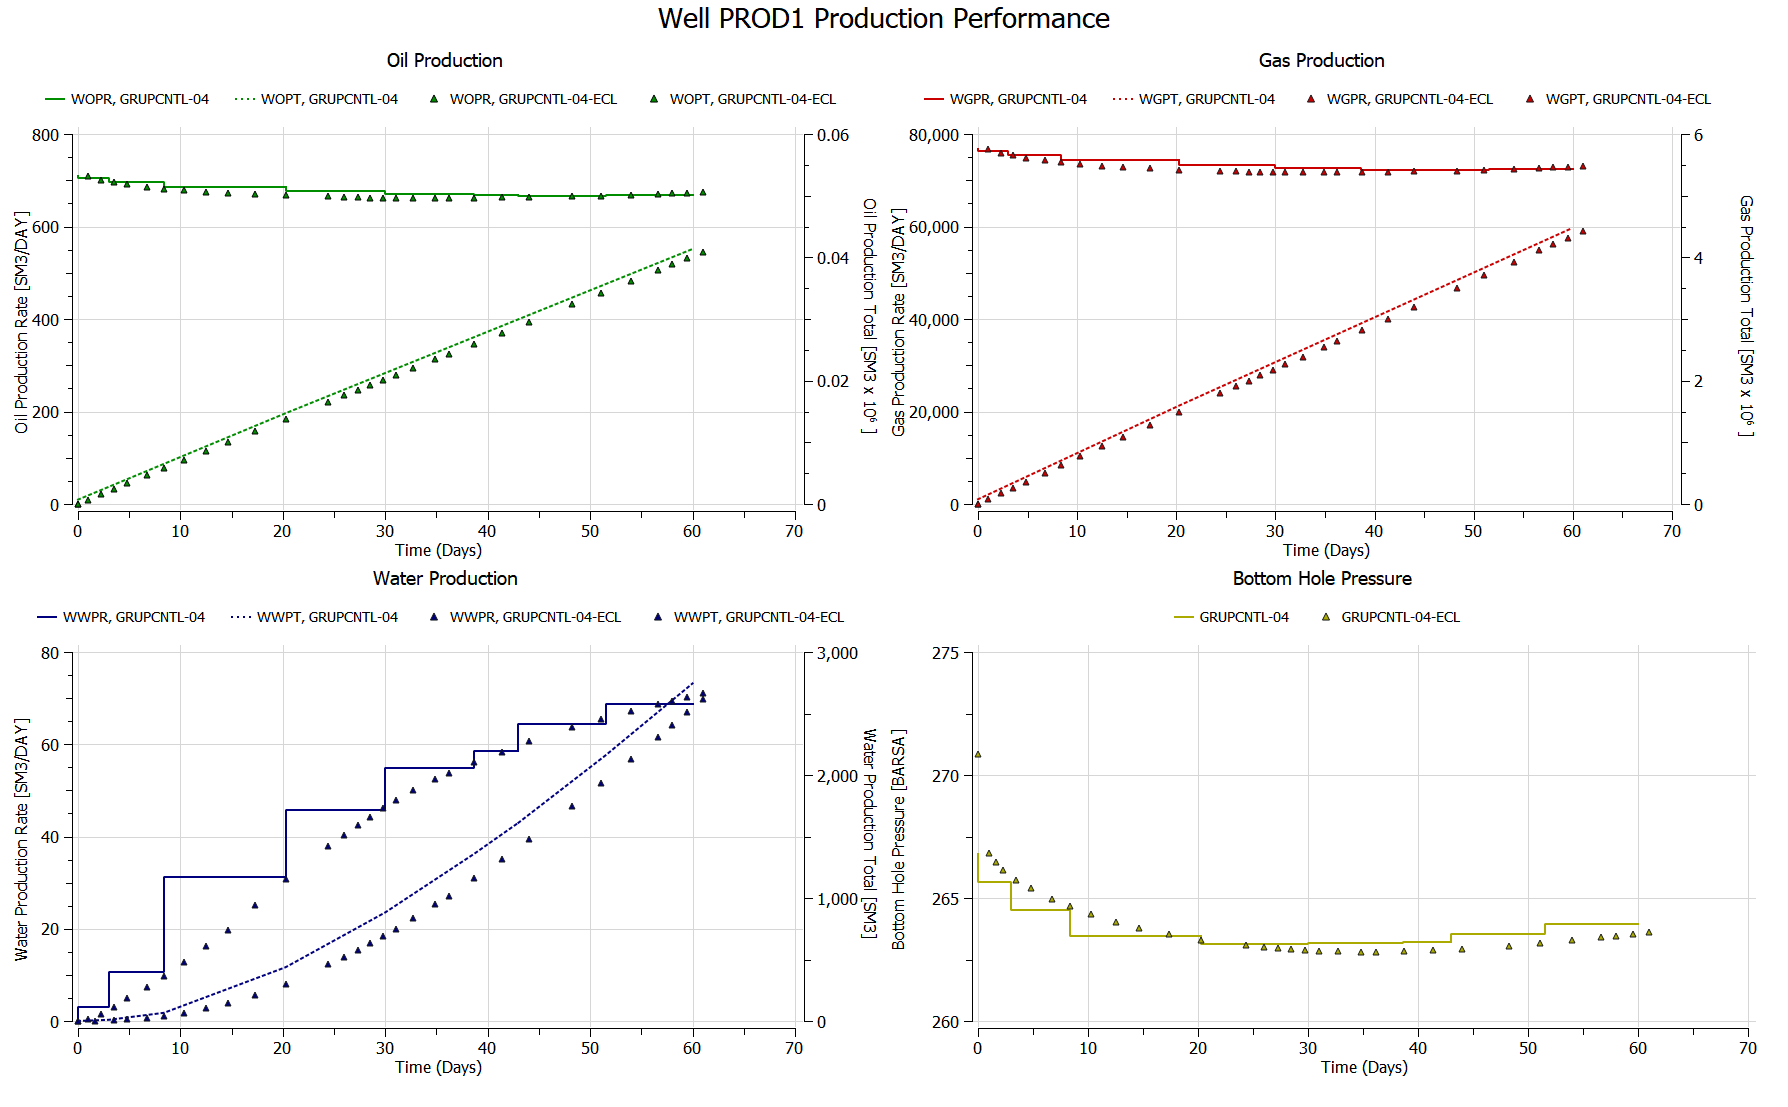 Well PROD1 Production Performance
Oil Production
WOPR, GRUPCNTL-04 WOPT, GRUPCNTL-04 WOPR, GRUPCNTL-04-ECL WOPT, GRUPCNTL-04-ECL
800
600
400
200
0
Oil Production Rate [SM3/DAY]
0.06
0.04
0.02
0
Oil Production Total [SM3 x 10⁶ ]
0 10 20 30 40 50 60 70
Time (Days)
Gas Production
WGPR, GRUPCNTL-04 WGPT, GRUPCNTL-04 WGPR, GRUPCNTL-04-ECL WGPT, GRUPCNTL-04-ECL
80,000
60,000
40,000
20,000
0
Gas Production Rate [SM3/DAY]
6
4
2
0
Gas Production Total [SM3 x 10⁶ ]
0 10 20 30 40 50 60 70
Time (Days)
Water Production
WWPR, GRUPCNTL-04 WWPT, GRUPCNTL-04 WWPR, GRUPCNTL-04-ECL WWPT, GRUPCNTL-04-ECL
80
60
40
20
0
Water Production Rate [SM3/DAY]
3,000
2,000
1,000
0
Water Production Total [SM3]
0 10 20 30 40 50 60 70
Time (Days)
Bottom Hole Pressure
GRUPCNTL-04 GRUPCNTL-04-ECL
275
270
265
260
Bottom Hole Pressure [BARSA]
0 10 20 30 40 50 60 70
Time (Days)